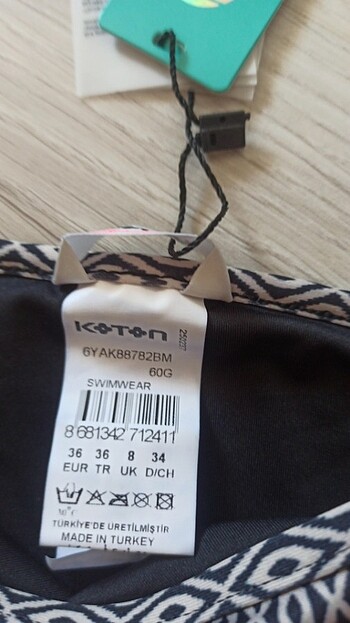 KOTON
6YAK88782BM
60G
SWIMWEAR
8 681342 712411
36 36 8 34
EUR TR UK D/CH
TÜRKİYE'DE ÜRETİLMİŞTİR
MADE IN TURKEY